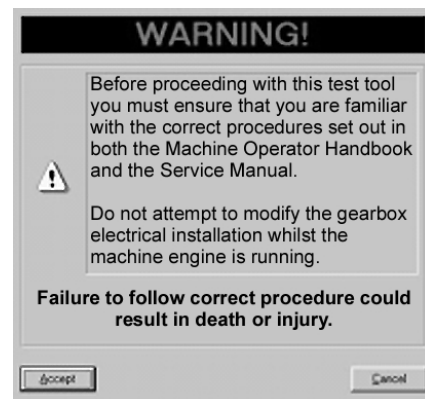 WARNING!
Before proceeding with this test tool
you must ensure that you are familiar
with the correct procedures set out in
both the Machine Operator Handbook
and the Service Manual.
Do not attempt to modify the gearbox
electrical installation whilst the
machine engine is running.
Failure to follow correct procedure could
result in death or injury.
Accept
Cancel